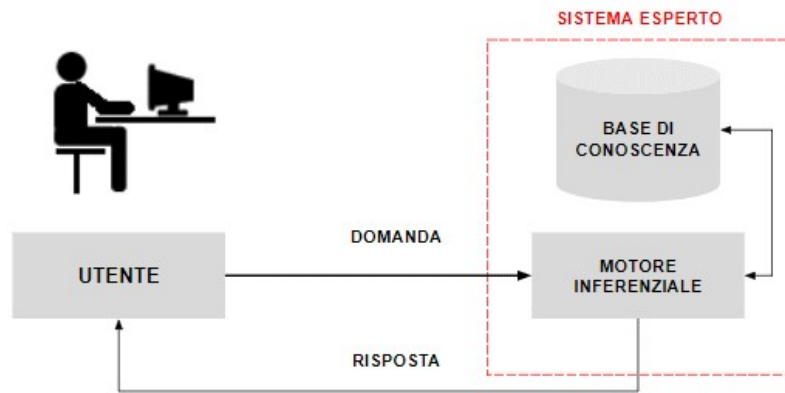 SISTEMA ESPERTO
BASE DI
CONOSCENZA
DOMANDA
UTENTE
MOTORE
INFERENZIALE
RISPOSTA